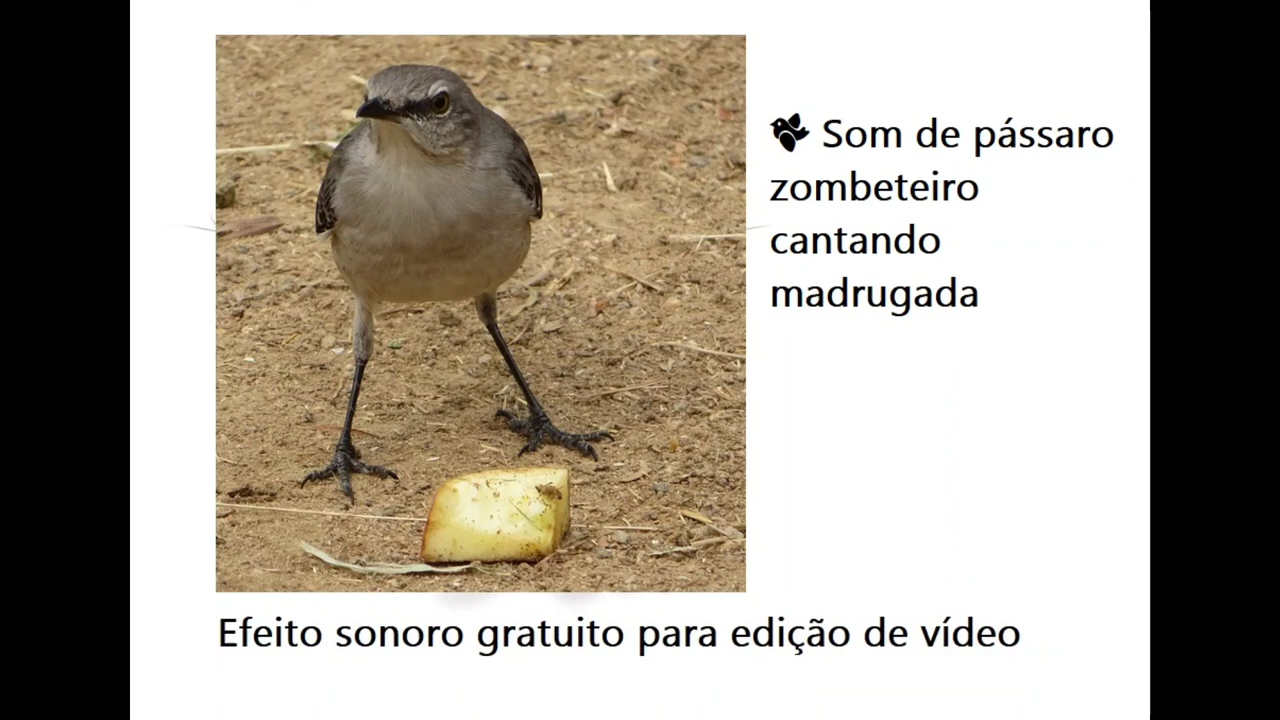 Som de pássaro
zombeteiro
cantando
madrugada
Efeito sonoro gratuito para edição de vídeo